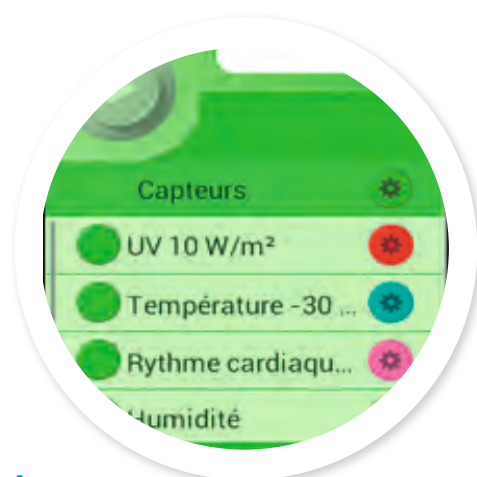 Capteurs
UV 10 W/m²
Température -30 ...
Rythme cardiaqu...
Humidité